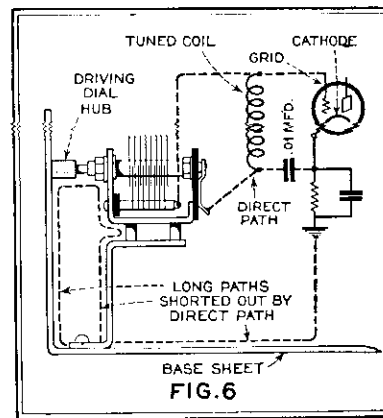 TUNED COIL
GRID
CATHODE
DRIVING
DIAL
HUB
.01 MFD.
DIRECT
PATH
LONG PATHS
SHORTED OUT BY
DIRECT PATH
BASE SHEET
FIG.6